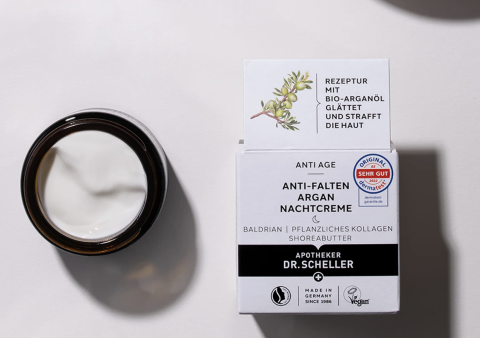 REZEPTUR
MIT
BIO-ARGANÖL
GLÄTTET
UND STRAFFT
DIE HAUT
ANTI AGE
ANTI-FALTEN
ARGAN
NACHTCREME
BALDRIAN | PFLANZLICHES KOLLAGEN
SHOREABUTTER
ORIGINAL
SEHR GUT
dermatest
APOTHEKER
DR.SCHELLER
MADE IN
GERMANY
SINCE 1986
vegan